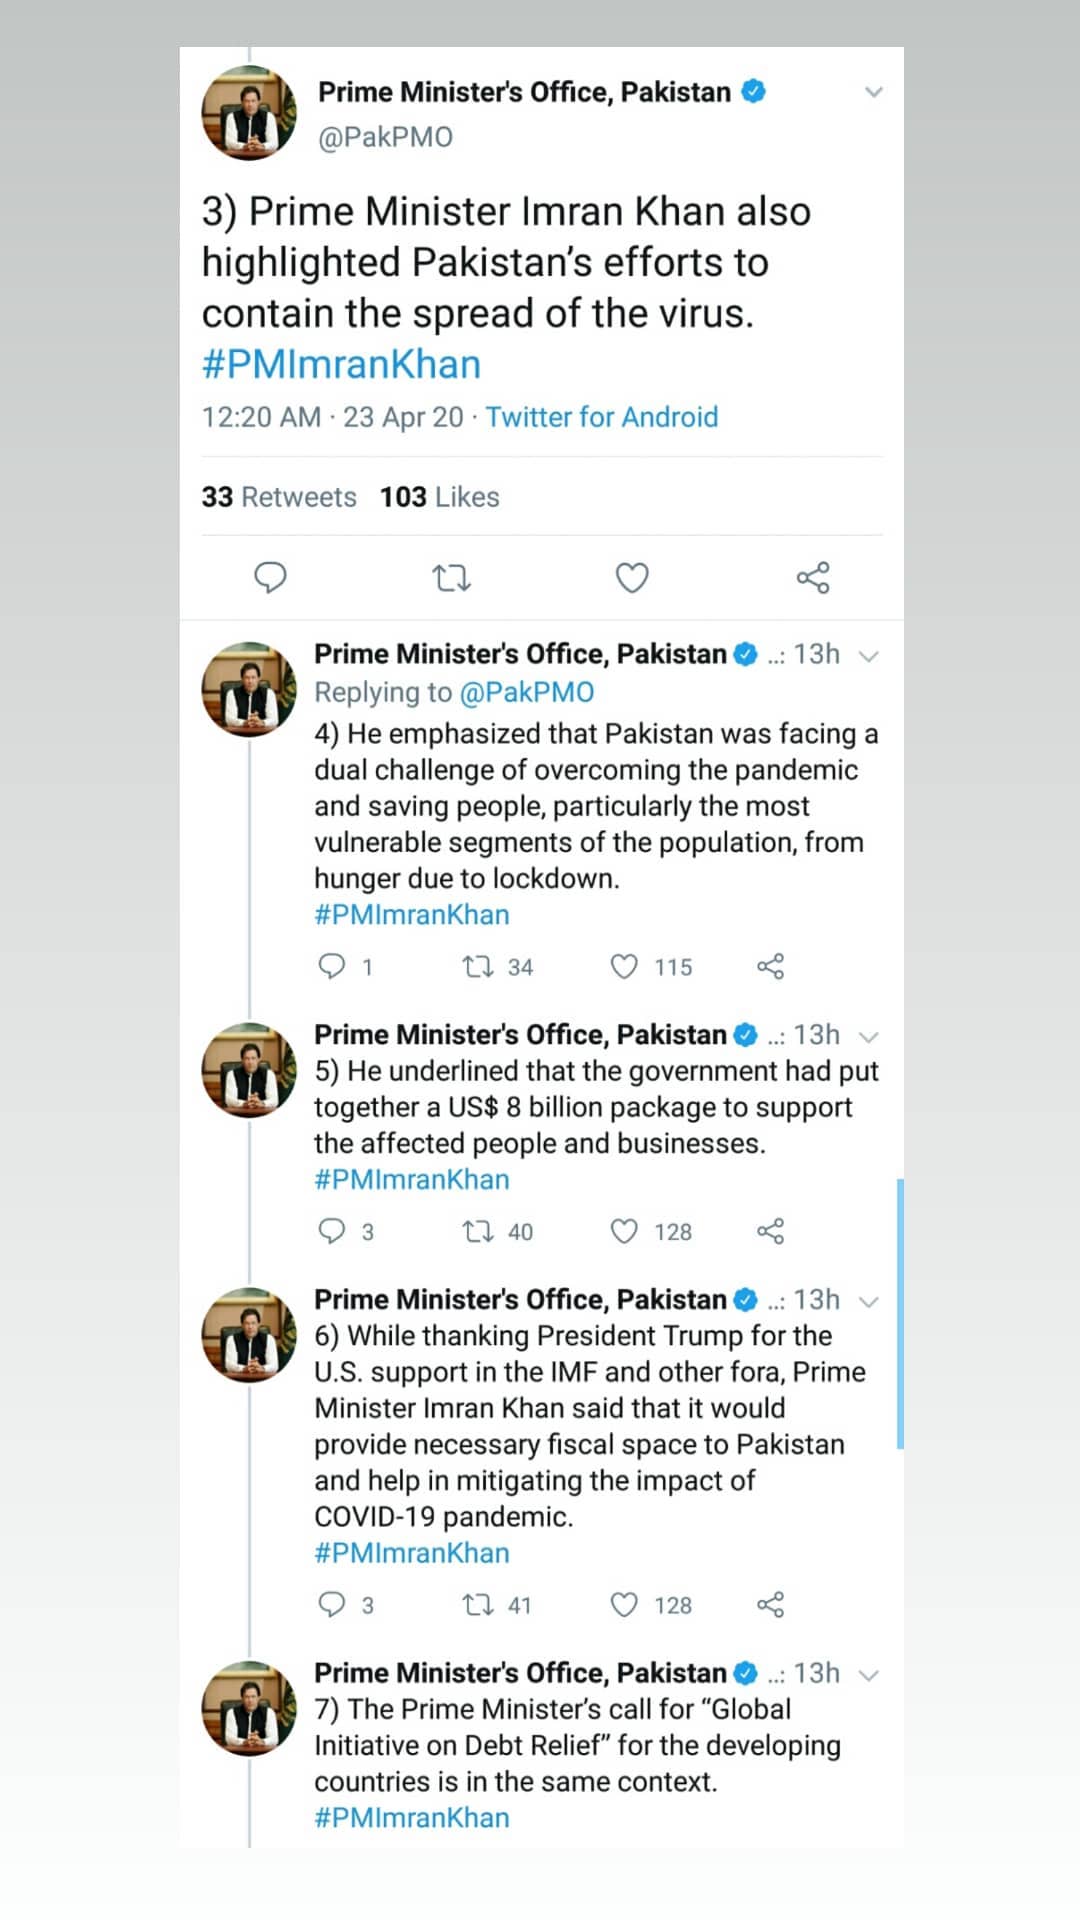 Prime Minister's Office, Pakistan
@PakPMO
3) Prime Minister Imran Khan also
highlighted Pakistan's efforts to
contain the spread of the virus.
#PMImranKhan
12:20 AM · 23 Apr 20 · Twitter for Android
33 Retweets 103 Likes
Prime Minister's Office, Pakistan ..: 13h
Replying to @PakPMO
4) He emphasized that Pakistan was facing a
dual challenge of overcoming the pandemic
and saving people, particularly the most
vulnerable segments of the population, from
hunger due to lockdown.
#PMImranKhan
1 34 115
Prime Minister's Office, Pakistan ..: 13h
5) He underlined that the government had put
together a US$ 8 billion package to support
the affected people and businesses.
#PMImranKhan
3 40 128
Prime Minister's Office, Pakistan ..: 13h
6) While thanking President Trump for the
U.S. support in the IMF and other fora, Prime
Minister Imran Khan said that it would
provide necessary fiscal space to Pakistan
and help in mitigating the impact of
COVID-19 pandemic.
#PMImranKhan
3 41 128
Prime Minister's Office, Pakistan ..: 13h
7) The Prime Minister's call for “Global
Initiative on Debt Relief” for the developing
countries is in the same context.
#PMImranKhan